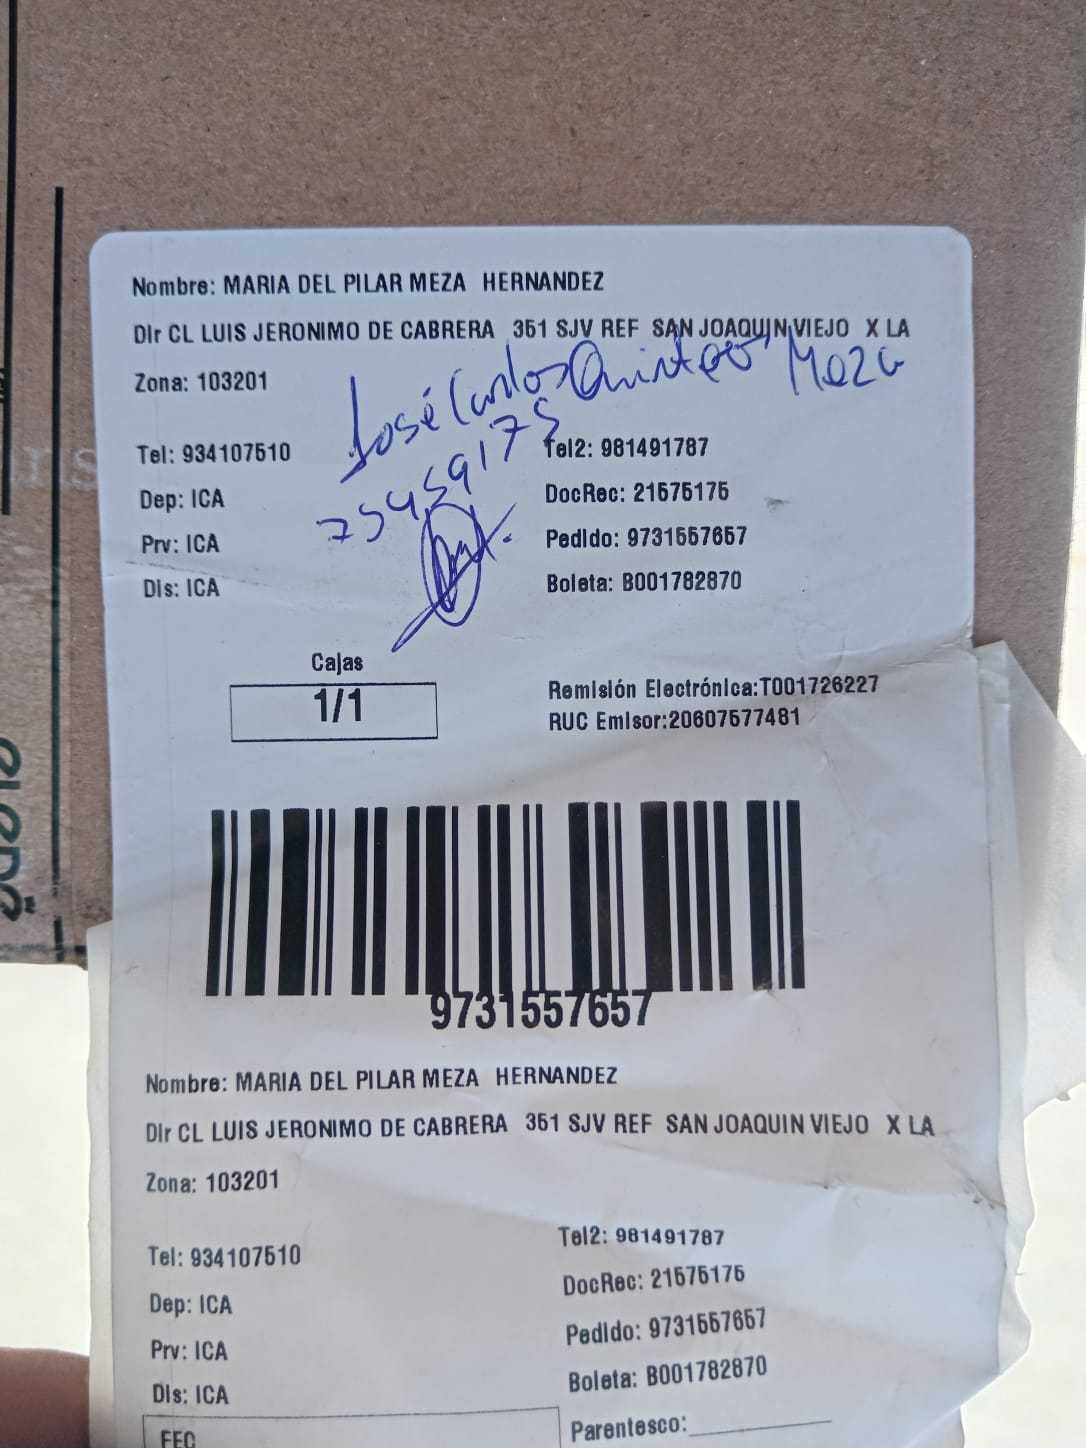 Nombre: MARIA DEL PILAR MEZA HERNANDEZ
Dir CL LUIS JERONIMO DE CABRERA 351 SJV REF SAN JOAQUIN VIEJO X LA
Zona: 103201
José Carlos Quinteros Meza
75459175
Tel: 934107510
Tel2: 981491787
Dep: ICA
DocRec: 21575175
Prv: ICA
Pedido: 9731557657
Dis: ICA
Boleta: B001782870
Cajas
1/1
Remisión Electrónica:T001726227
RUC Emisor:20607577481
9731557657
Nombre: MARIA DEL PILAR MEZA HERNANDEZ
Dir CL LUIS JERONIMO DE CABRERA 351 SJV REF SAN JOAQUIN VIEJO X LA
Zona: 103201
Tel: 934107510
Tel2: 981491787
Dep: ICA
DocRec: 21575175
Prv: ICA
Pedido: 9731557657
Dis: ICA
Boleta: B001782870
FEC
Parentesco: